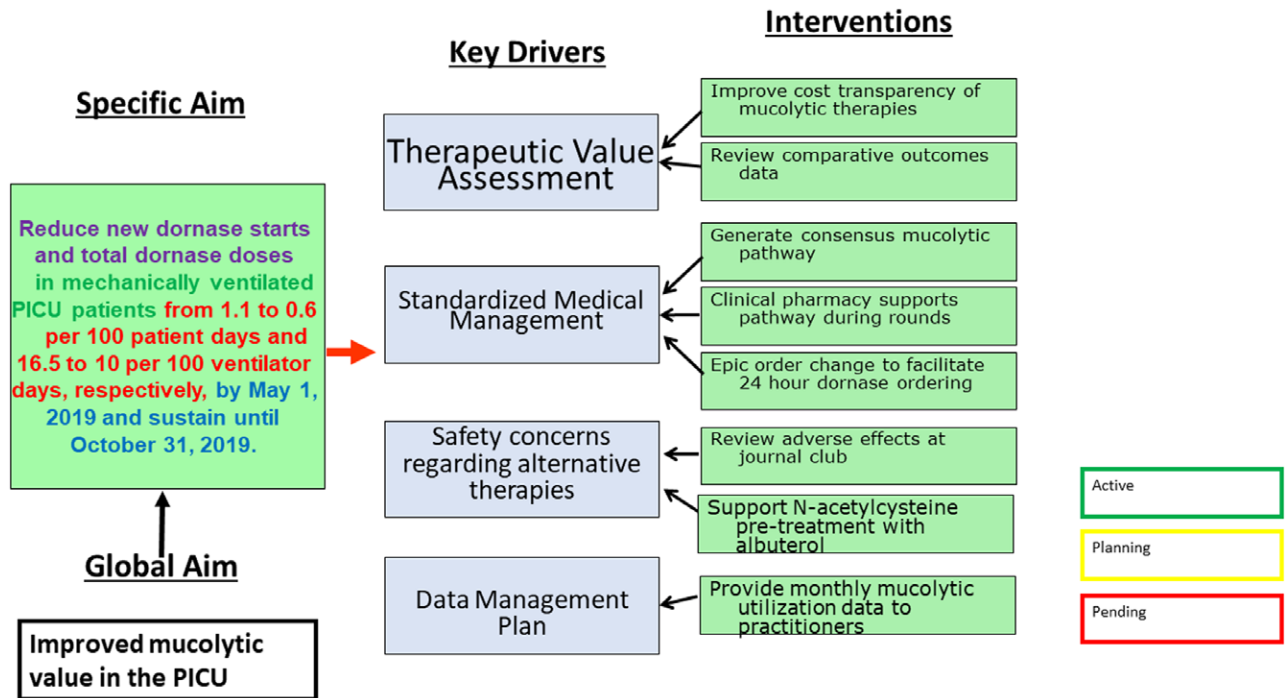 Specific Aim
Reduce new dornase starts
and total dornase doses
in mechanically ventilated
PICU patients from 1.1 to 0.6
per 100 patient days and
16.5 to 10 per 100 ventilator
days, respectively, by May 1,
2019 and sustain until
October 31, 2019.
Global Aim
Improved mucolytic
value in the PICU
Key Drivers
Therapeutic Value
Assessment
Standardized Medical
Management
Safety concerns
regarding alternative
therapies
Data Management
Plan
Interventions
Improve cost transparency of
mucolytic therapies
Review comparative outcomes
data
Generate consensus mucolytic
pathway
Clinical pharmacy supports
pathway during rounds
Epic order change to facilitate
24 hour dornase ordering
Review adverse effects at
journal club
Support N-acetylcysteine
pre-treatment with
albuterol
Provide monthly mucolytic
utilization data to
practitioners
Active
Planning
Pending